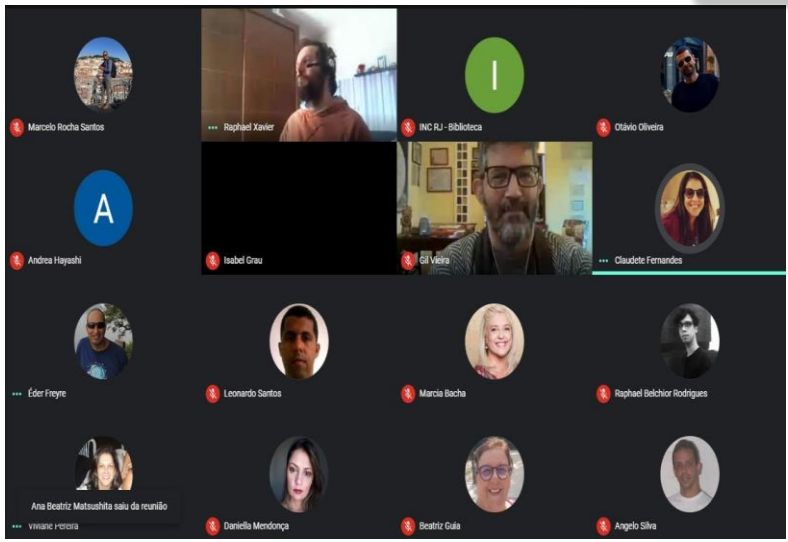 Marcelo Rocha Santos
Raphael Xavier
I
INC RJ - Biblioteca
Otávio Oliveira
A
Andrea Hayashi
Isabel Grau
Gil Vieira
Claudete Fernandes
Éder Freyre
Leonardo Santos
Marcia Bacha
Raphael Belchior Rodrigues
Ana Beatriz Matsushita saiu da reunião
Viviane Pereira
Daniella Mendonça
Beatriz Guia
Angelo Silva